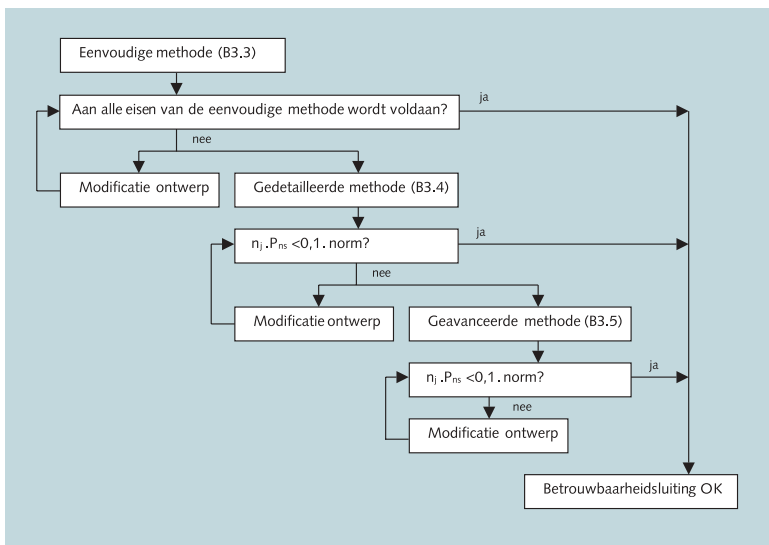 Eenvoudige methode (B3.3)
ja
Aan alle eisen van de eenvoudige methode wordt voldaan?
nee
Modificatie ontwerp
Gedetailleerde methode (B3.4)
nj.Pns <0,1. norm?
ja
nee
Modificatie ontwerp
Geavanceerde methode (B3.5)
nj.Pns <0,1. norm?
ja
nee
Modificatie ontwerp
Betrouwbaarheidsluiting OK